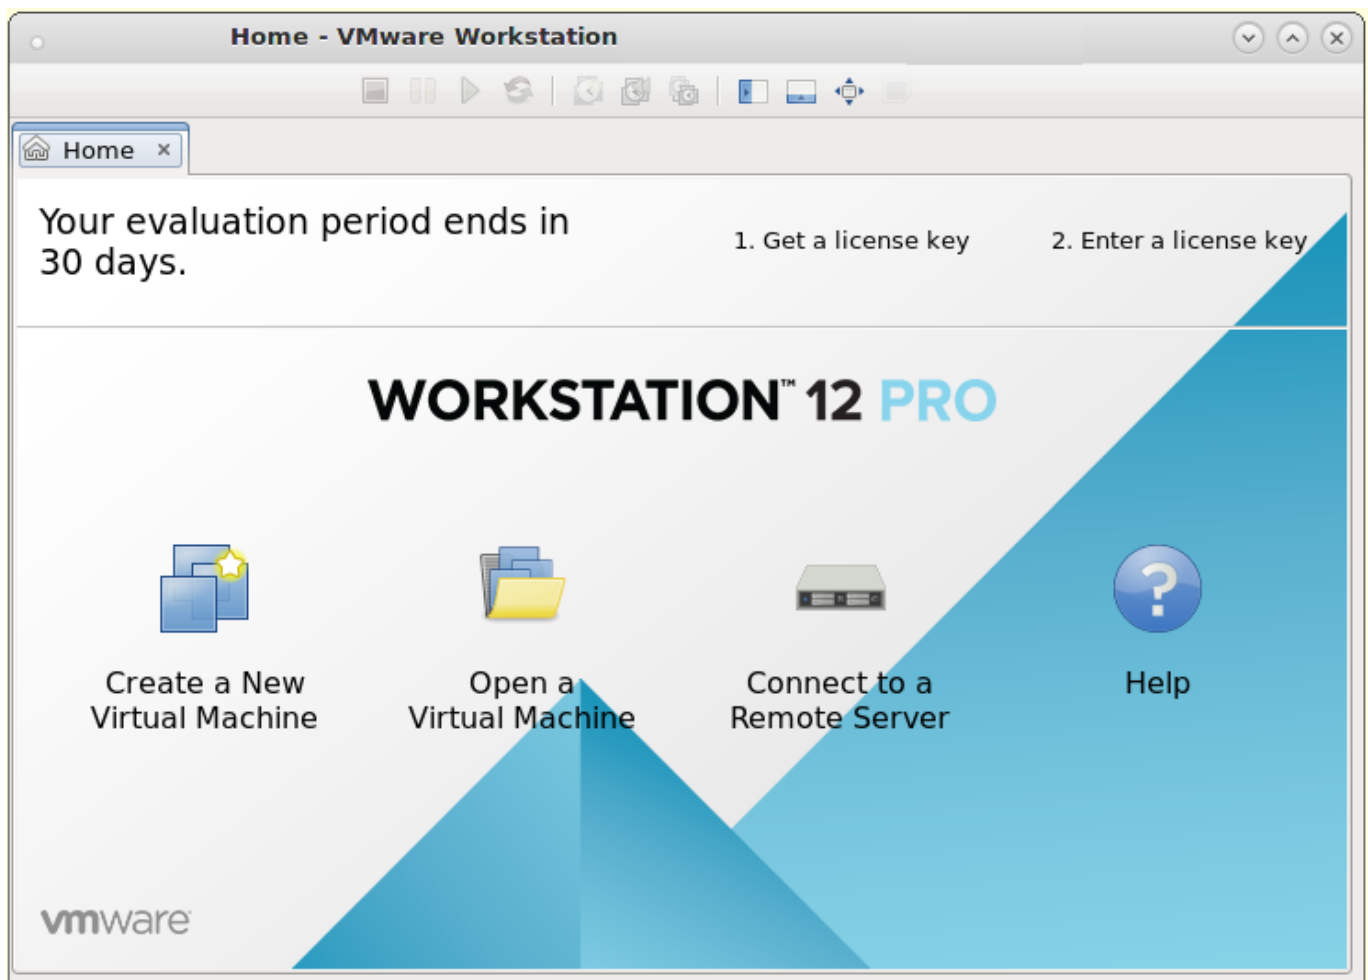 Home - VMware Workstation
Home
Your evaluation period ends in
30 days.
1. Get a license key
2. Enter a license key
WORKSTATION™ 12 PRO
Create a New
Virtual Machine
Open a
Virtual Machine
Connect to a
Remote Server
Help
vmware